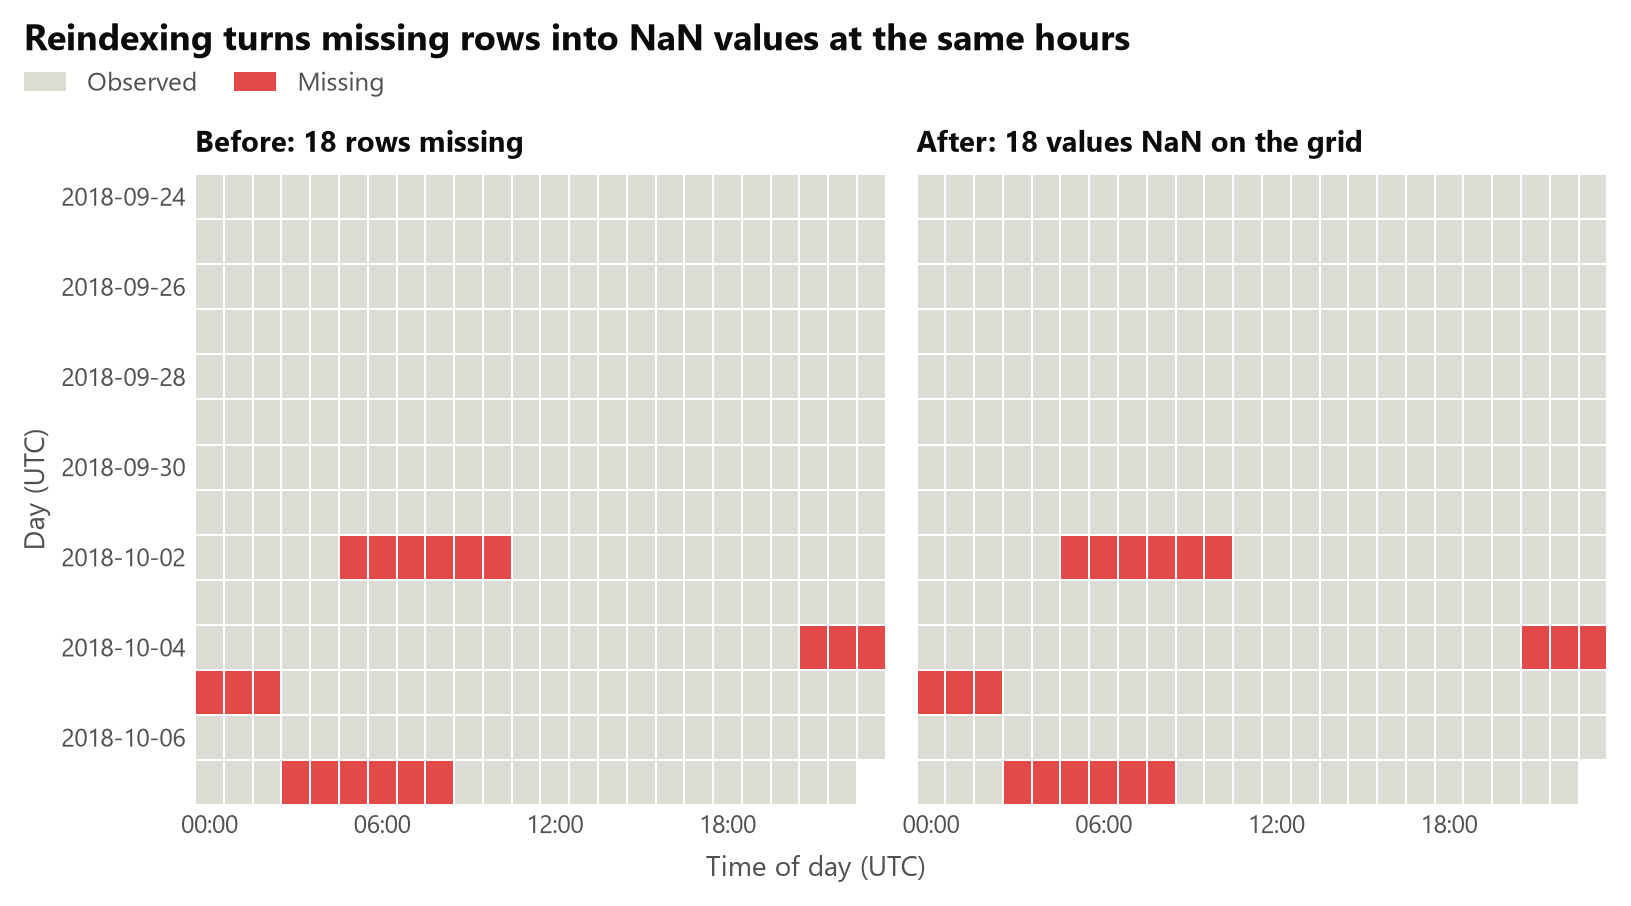 Reindexing turns missing rows into NaN values at the same hours
Observed Missing
Before: 18 rows missing
After: 18 values NaN on the grid
Day (UTC)
2018-09-24
2018-09-26
2018-09-28
2018-09-30
2018-10-02
2018-10-04
2018-10-06
00:00 06:00 12:00 18:00
00:00 06:00 12:00 18:00
Time of day (UTC)